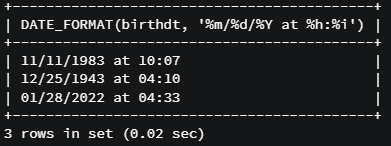 +-------------------------------------------+
| DATE_FORMAT(birthdt, '%m/%d/%Y at %h:%i') |
+-------------------------------------------+
| 11/11/1983 at 10:07                       |
| 12/25/1943 at 04:10                       |
| 01/28/2022 at 04:33                       |
+-------------------------------------------+
3 rows in set (0.02 sec)